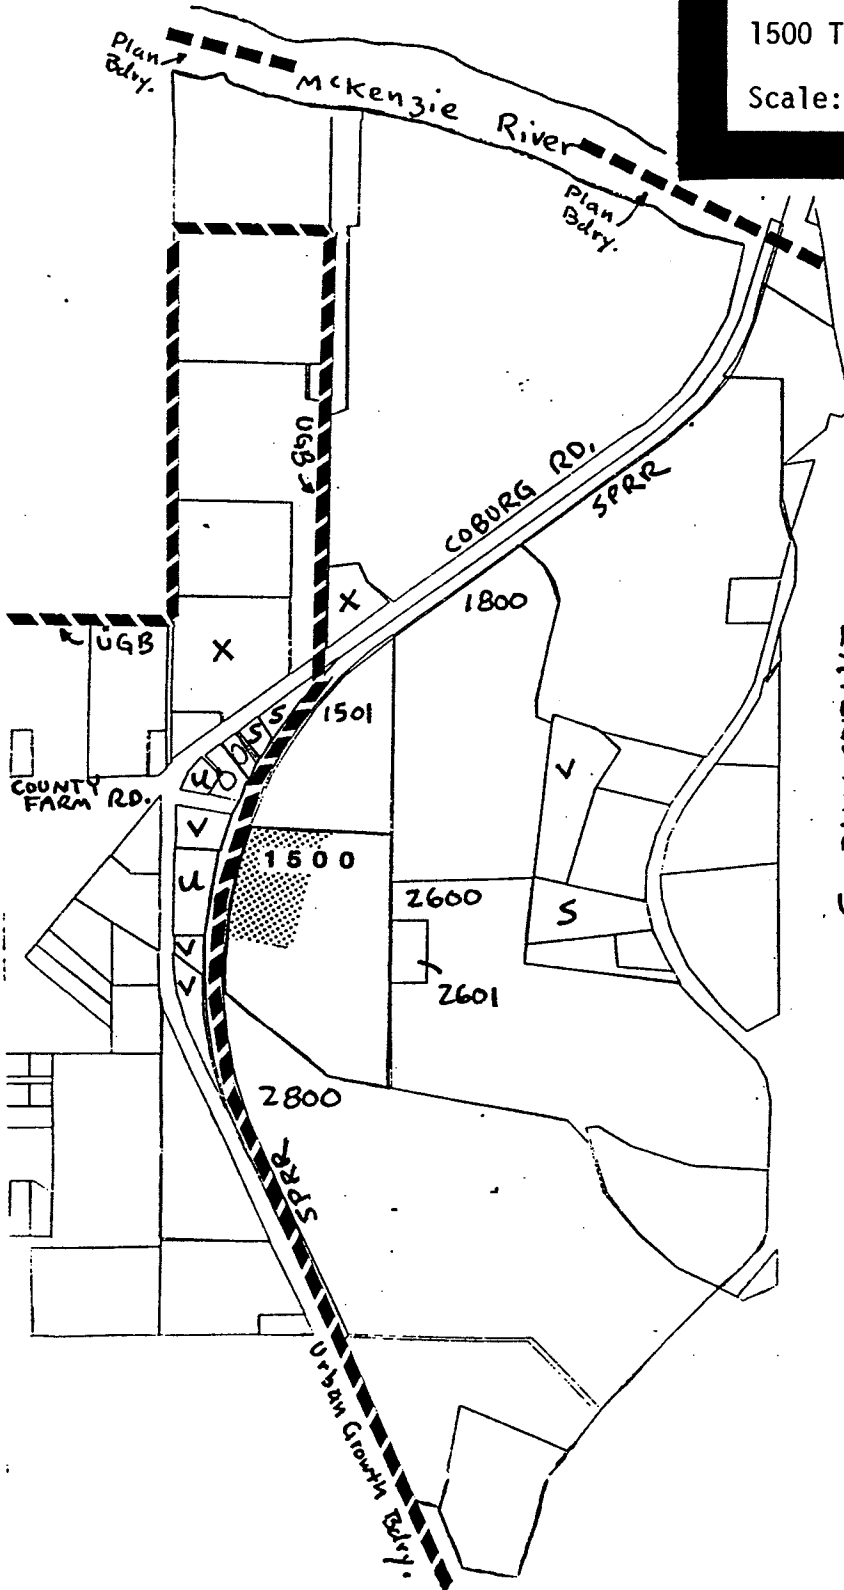 1500 T
Scale:
Plan
Bdry.
McKenzie River
Plan
Bdry.
UGB
COBURG RD.
SPRR
1800
X
UGB
X
S
S
1501
U
COUNTY
FARM RD.
V
V
1500
U
2600
S
V
2601
V
2800
SPRR
Urban Growth Bdry.